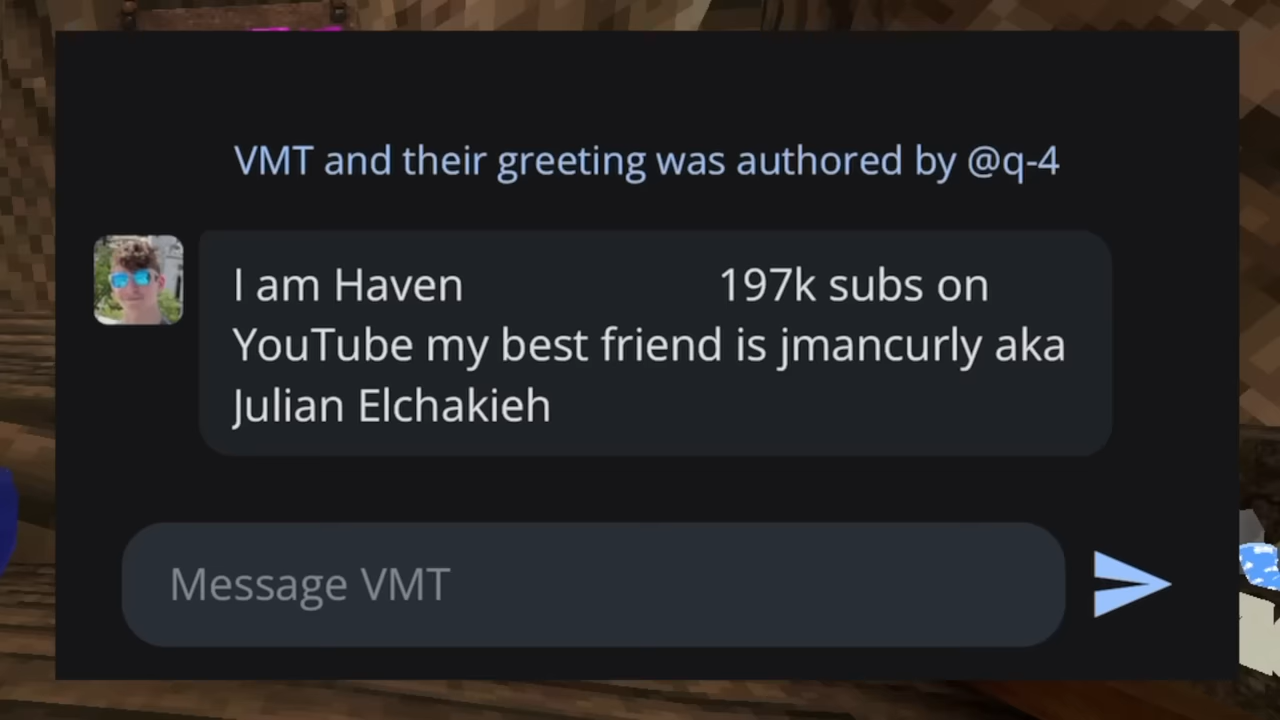 VMT and their greeting was authored by @q-4
I am Haven 197k subs on
YouTube my best friend is jmancurly aka
Julian Elchakieh
Message VMT